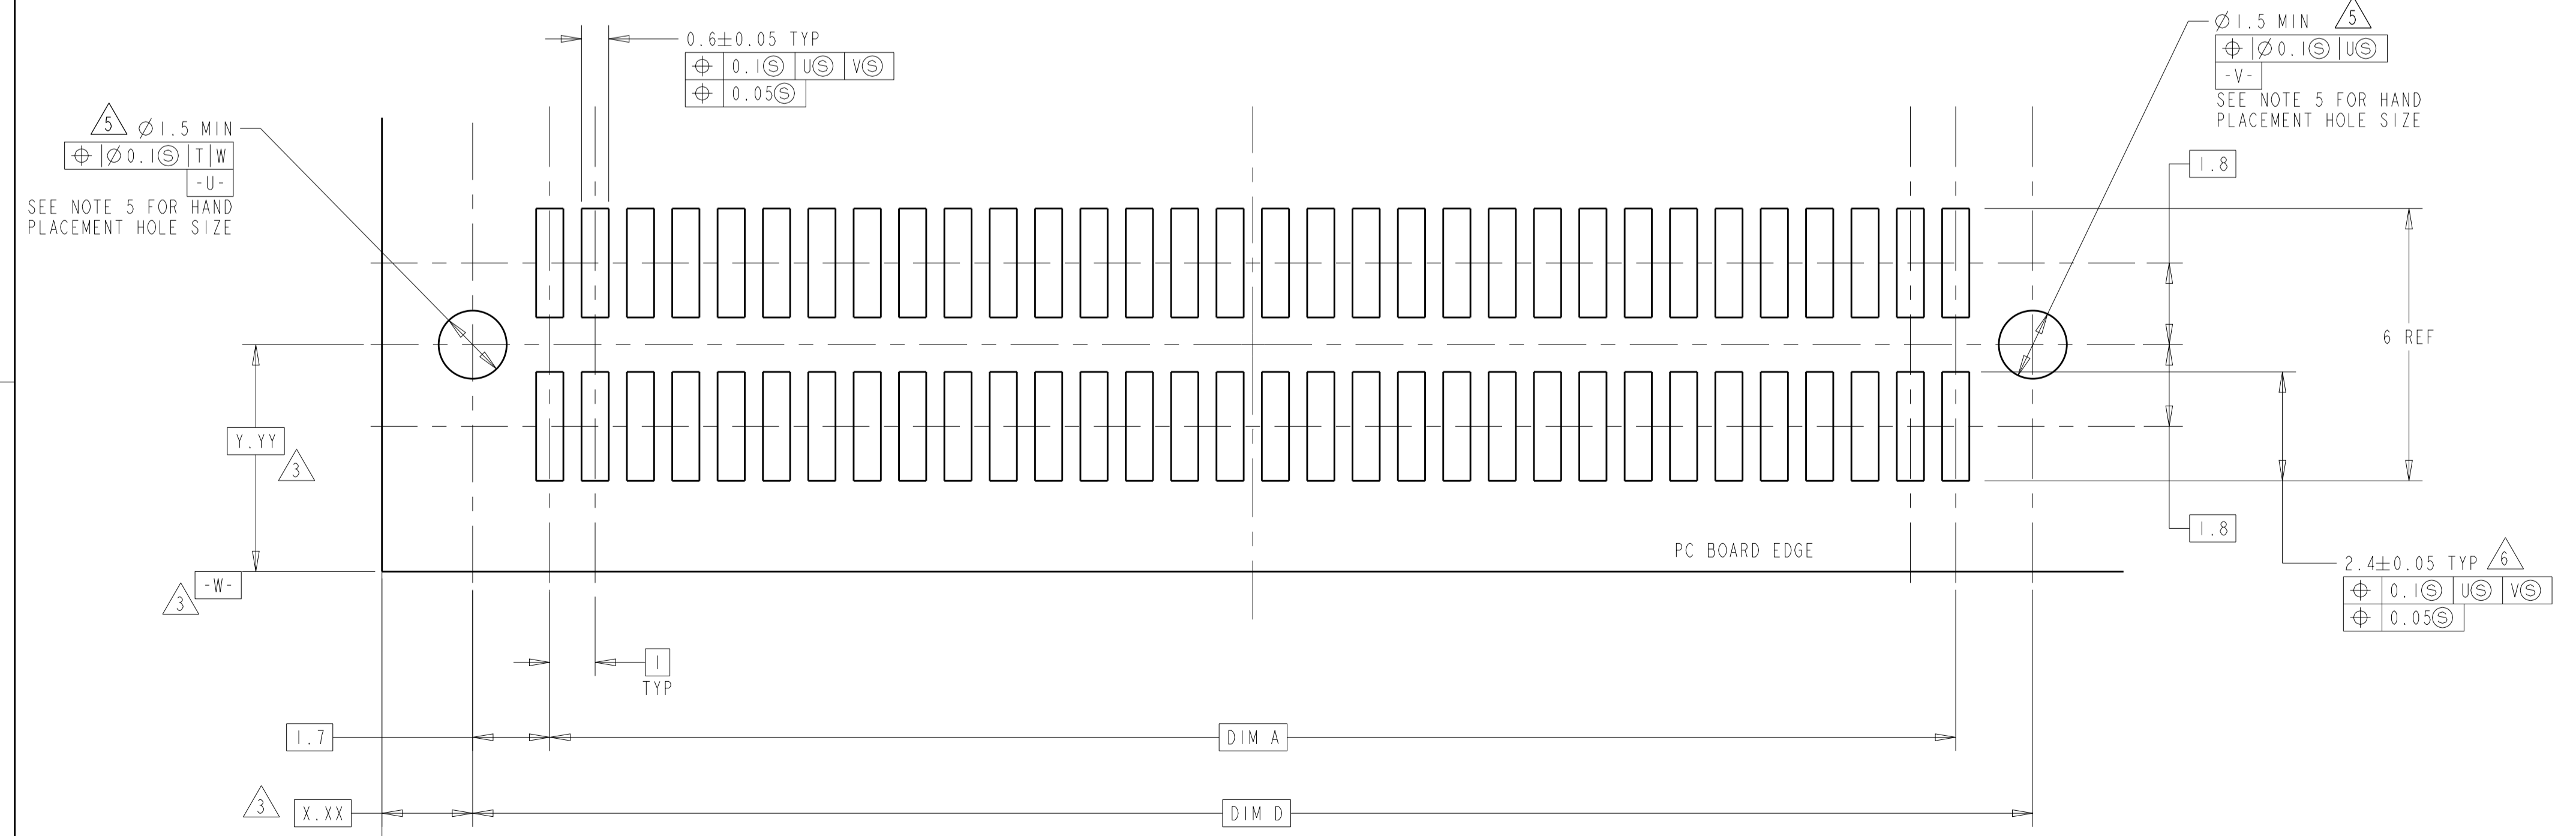 0.6±0.05 TYP
⌖ 0.1Ⓢ UⓈ VⓈ
⌖ 0.05Ⓢ
5 Ø1.5 MIN
⌖ Ø0.1Ⓢ T W
-U-
SEE NOTE 5 FOR HAND
PLACEMENT HOLE SIZE
Ø1.5 MIN 5
⌖ Ø0.1Ⓢ UⓈ
-V-
SEE NOTE 5 FOR HAND
PLACEMENT HOLE SIZE
1.8
6 REF
Y.YY
3
1.8
PC BOARD EDGE
2.4±0.05 TYP 6
⌖ 0.1Ⓢ UⓈ VⓈ
⌖ 0.05Ⓢ
-W-
3
1
TYP
1.7
DIM A
3 X.XX
DIM D